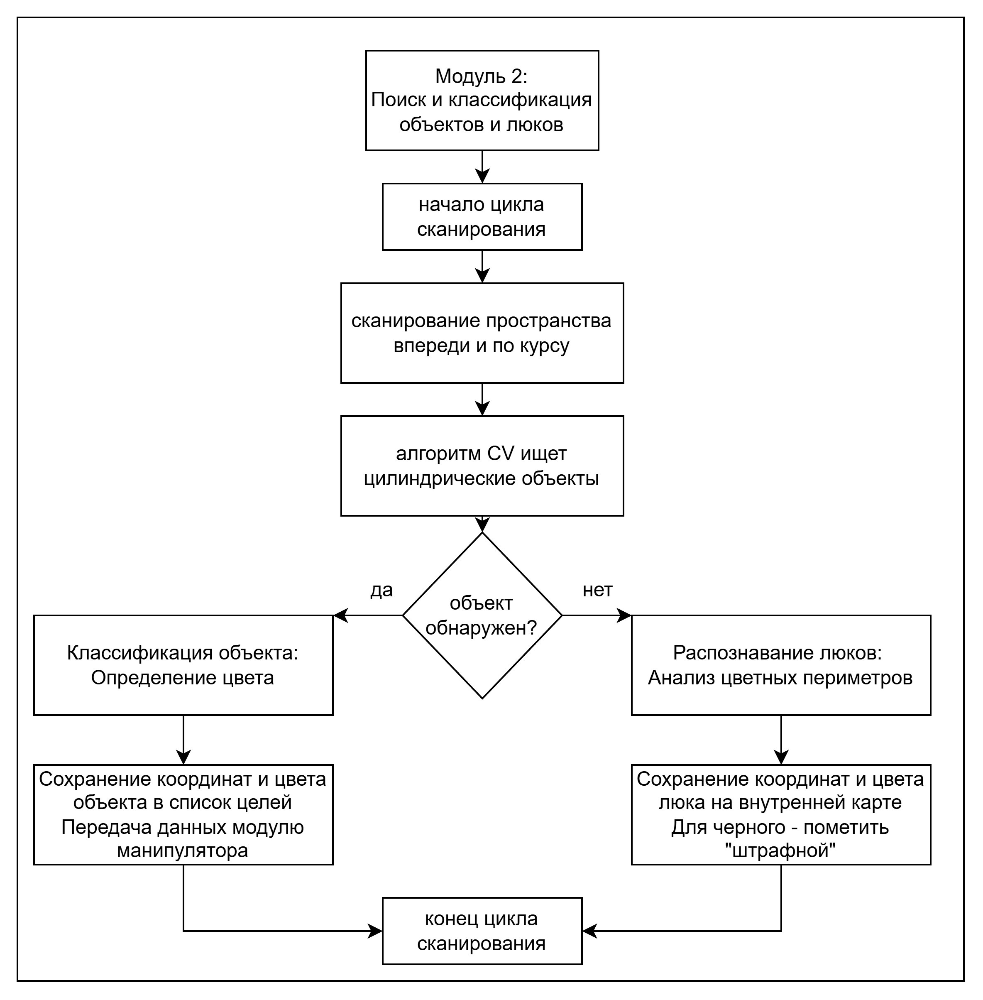 Модуль 2:
Поиск и классификация
объектов и люков
начало цикла
сканирования
сканирование пространства
впереди и по курсу
алгоритм CV ищет
цилиндрические объекты
да
нет
объект
обнаружен?
Классификация объекта:
Определение цвета
Распознавание люков:
Анализ цветных периметров
Сохранение координат и цвета
объекта в список целей
Передача данных модулю
манипулятора
Сохранение координат и цвета
люка на внутренней карте
Для черного - пометить
"штрафной"
конец цикла
сканирования